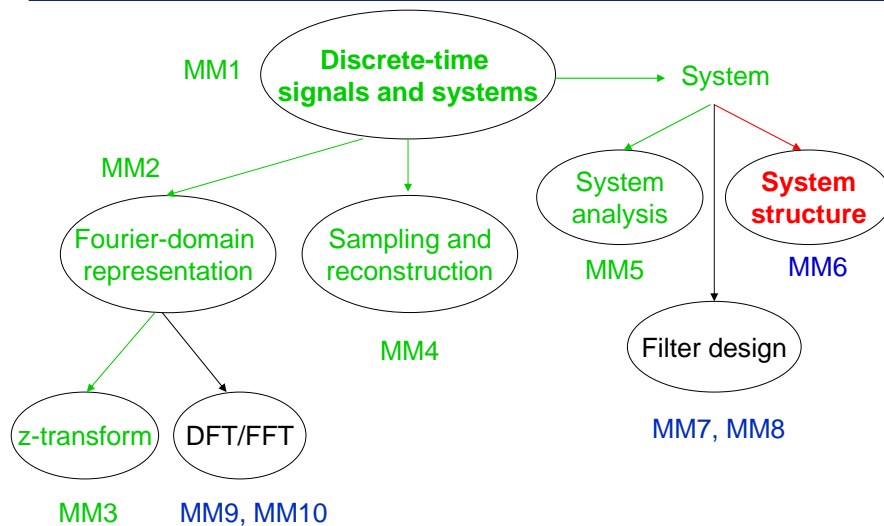 MM1
Discrete-time
signals and systems
System
MM2
Fourier-domain
representation
Sampling and
reconstruction
System
analysis
System
structure
MM5
MM6
MM4
Filter design
z-transform
DFT/FFT
MM7, MM8
MM3
MM9, MM10